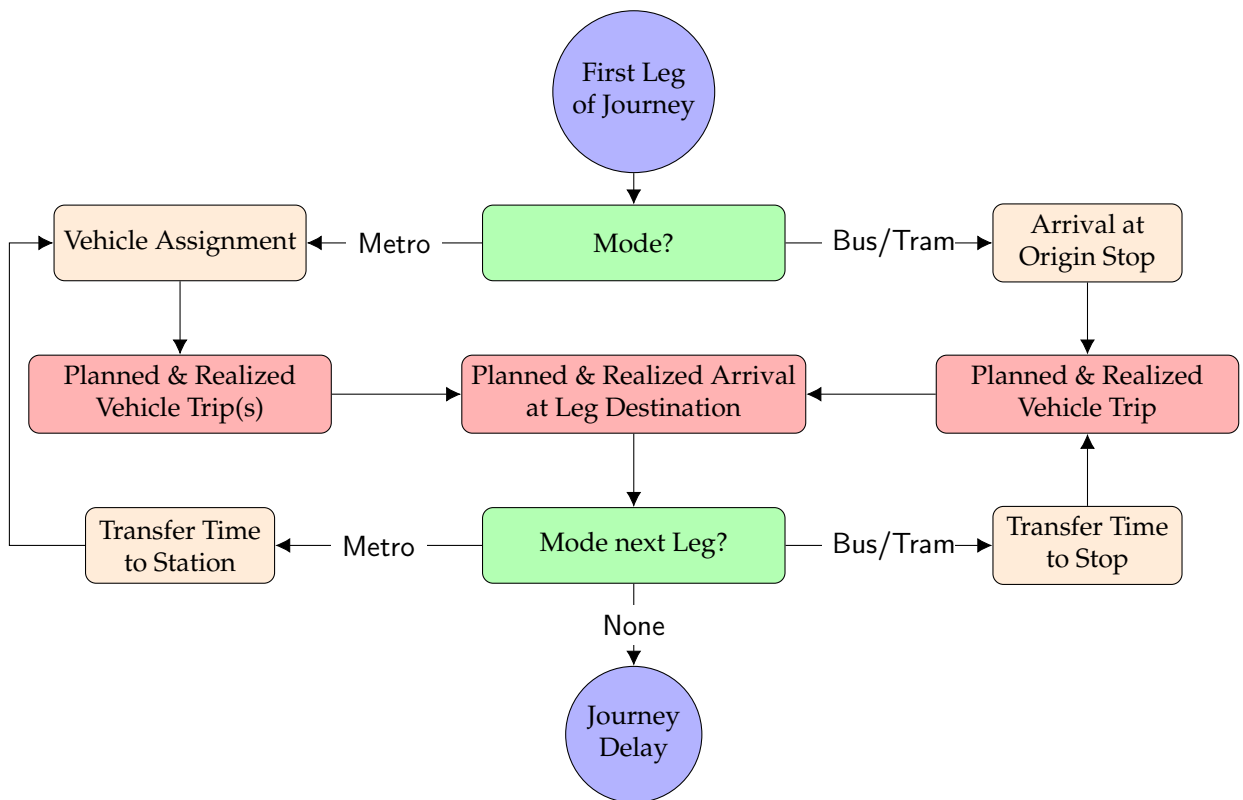 First Leg
of Journey
Vehicle Assignment
Metro
Mode?
Bus/Tram
Arrival at
Origin Stop
Planned & Realized
Vehicle Trip(s)
Planned & Realized Arrival
at Leg Destination
Planned & Realized
Vehicle Trip
Transfer Time
to Station
Metro
Mode next Leg?
Bus/Tram
Transfer Time
to Stop
None
Journey
Delay